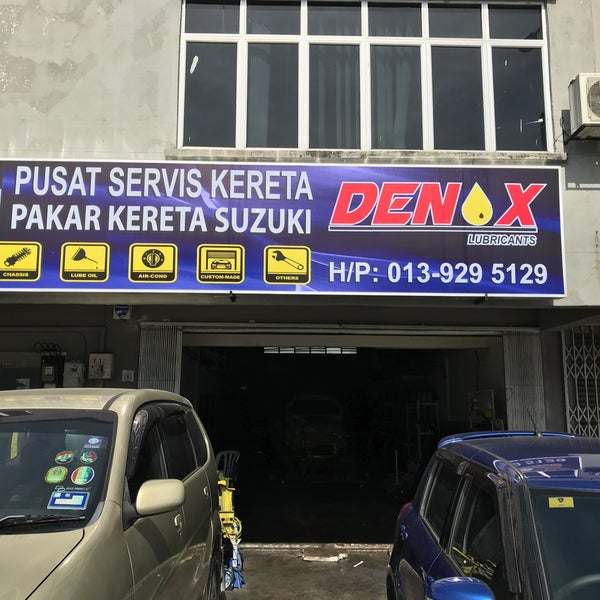 PUSAT SERVIS KERETA
PAKAR KERETA SUZUKI
DENOX
LUBRICANTS
CHASSIS
LUBE OIL
AIR-COND
CUSTOM-MADE
OTHERS
H/P: 013-929 5129